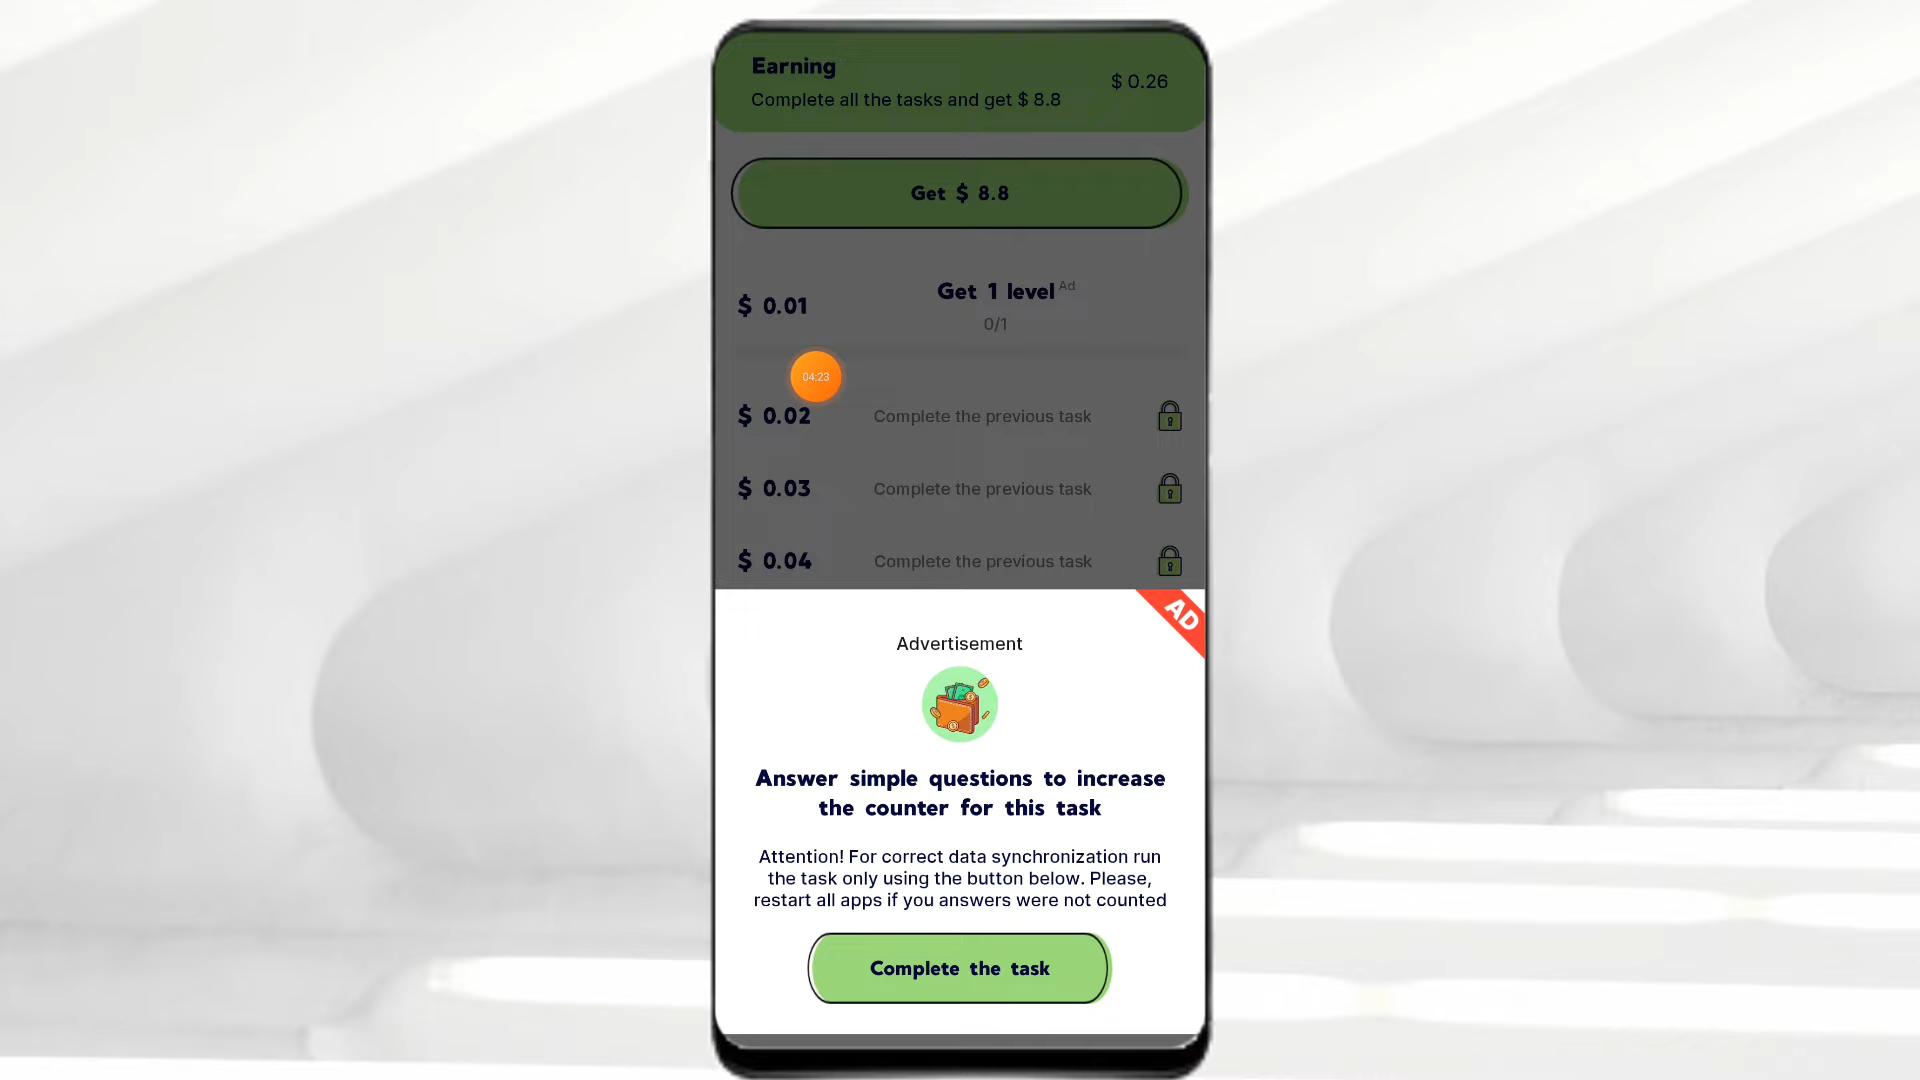 Earning
$ 0.26
Complete all the tasks and get $ 8.8
Get $ 8.8
Get 1 level Ad
$ 0.01
0/1
04:23
$ 0.02 Complete the previous task
$ 0.03 Complete the previous task
$ 0.04 Complete the previous task
AD
Advertisement
Answer simple questions to increase
the counter for this task
Attention! For correct data synchronization run
the task only using the button below. Please,
restart all apps if you answers were not counted
Complete the task